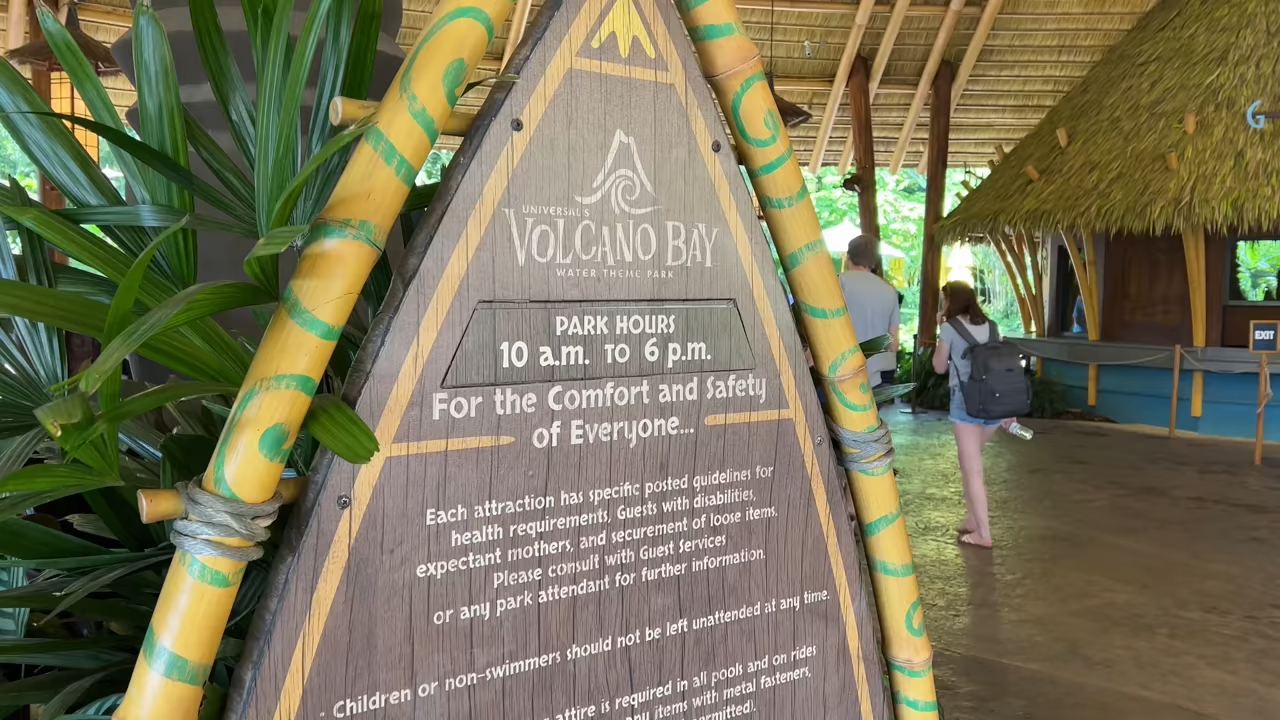 UNIVERSAL'S
VOLCANO BAY
WATER THEME PARK
PARK HOURS
10 a.m. TO 6 p.m.
For the Comfort and Safety
of Everyone...
Each attraction has specific posted guidelines for
health requirements, Guests with disabilities,
expectant mothers, and securement of loose items.
Please consult with Guest Services
or any park attendant for further information.
Children or non-swimmers should not be left unattended at any time.
attire is required in all pools and on rides
any items with metal fasteners,
permitted).
G
EXIT